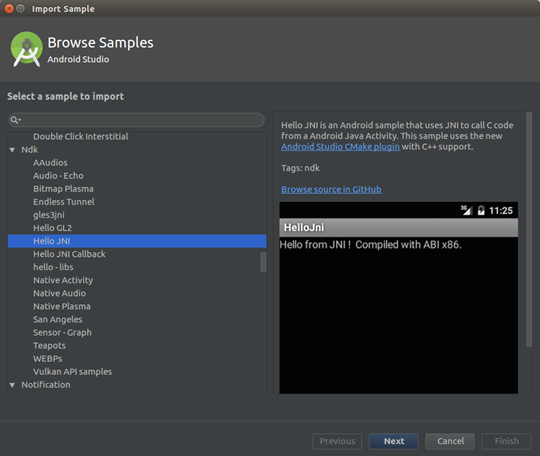 Import Sample
Browse Samples
Android Studio
Select a sample to import
Double Click Interstitial
Ndk
AAudios
Audio - Echo
Bitmap Plasma
Endless Tunnel
gles3jni
Hello GL2
Hello JNI
Hello JNI Callback
hello - libs
Native Activity
Native Audio
Native Plasma
San Angeles
Sensor - Graph
Teapots
WEBPs
Vulkan API samples
Notification
Hello JNI is an Android sample that uses JNI to call C code
from a Android Java Activity. This sample uses the new
Android Studio CMake plugin with C++ support.
Tags: ndk
Browse source in GitHub
3G 11:25
HelloJni
Hello from JNI ! Compiled with ABI x86.
Previous Next Cancel Finish